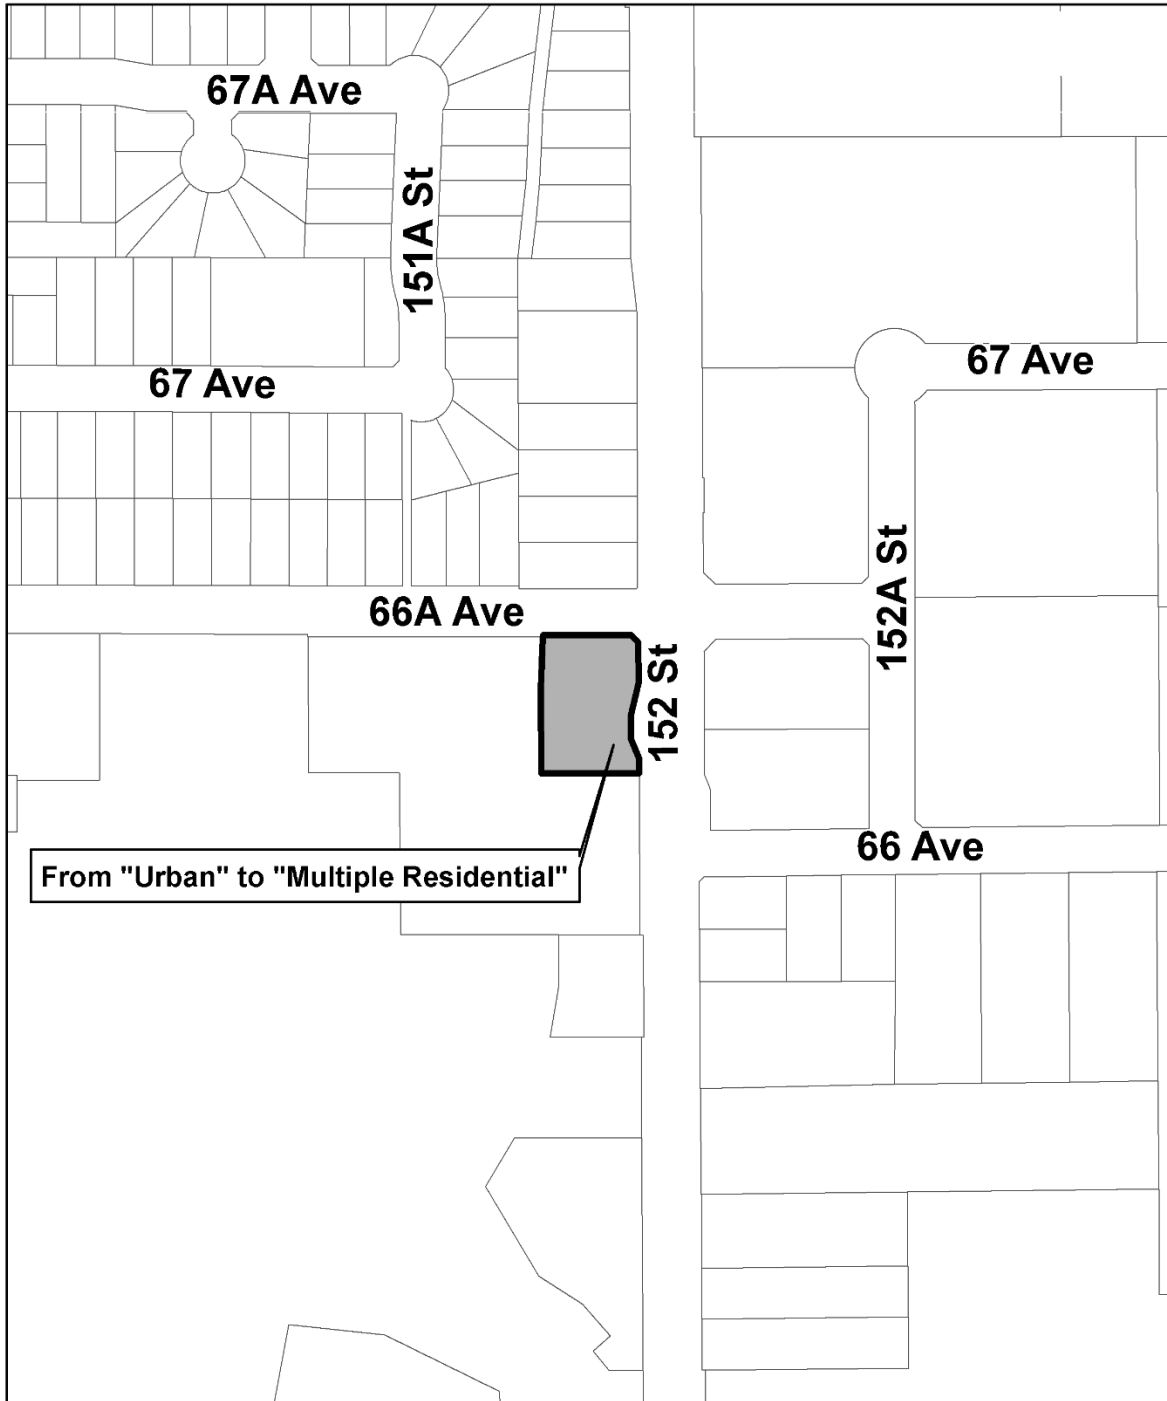 67A Ave
151A St
67 Ave
67 Ave
152A St
66A Ave
152 St
66 Ave
From "Urban" to "Multiple Residential"